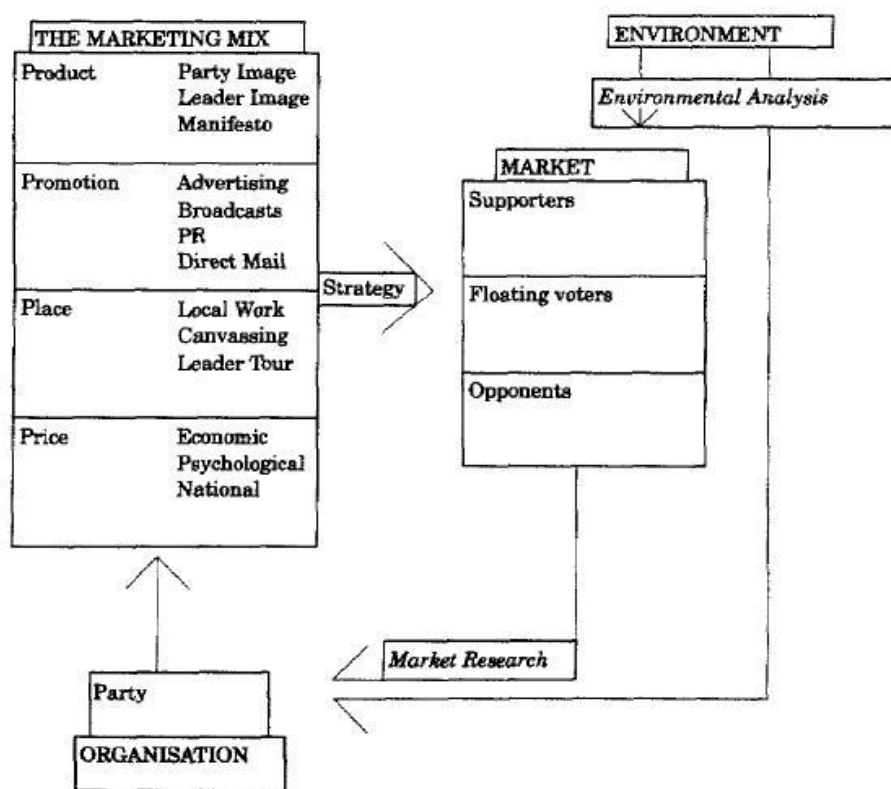 THE MARKETING MIX
Product Party Image
Leader Image
Manifesto
Promotion Advertising
Broadcasts
PR
Direct Mail
Place Local Work
Canvassing
Leader Tour
Price Economic
Psychological
National
Strategy
ENVIRONMENT
Environmental Analysis
MARKET
Supporters
Floating voters
Opponents
Market Research
Party
ORGANISATION